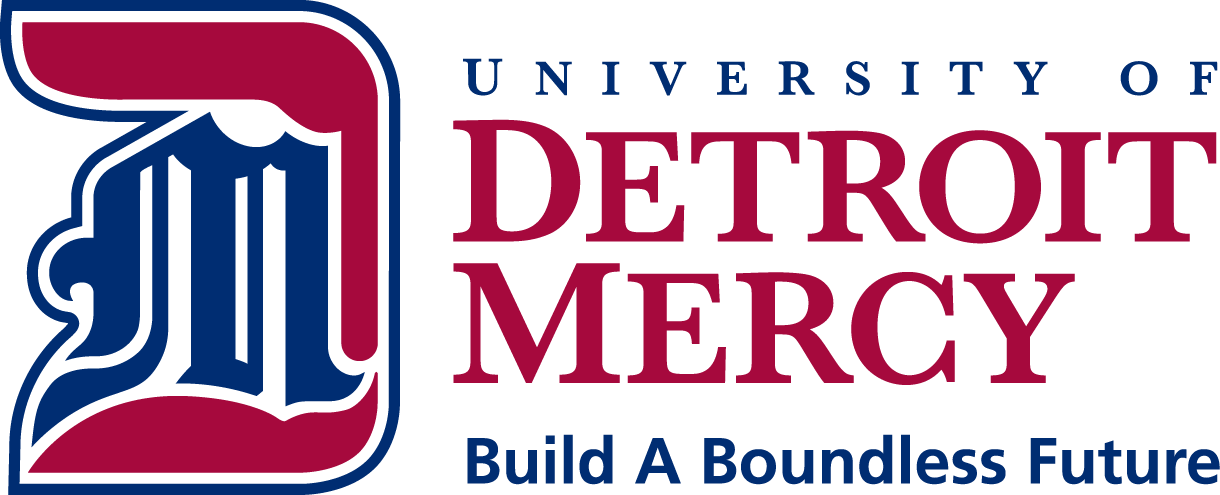 UNIVERSITY OF
DETROIT
MERCY
Build A Boundless Future